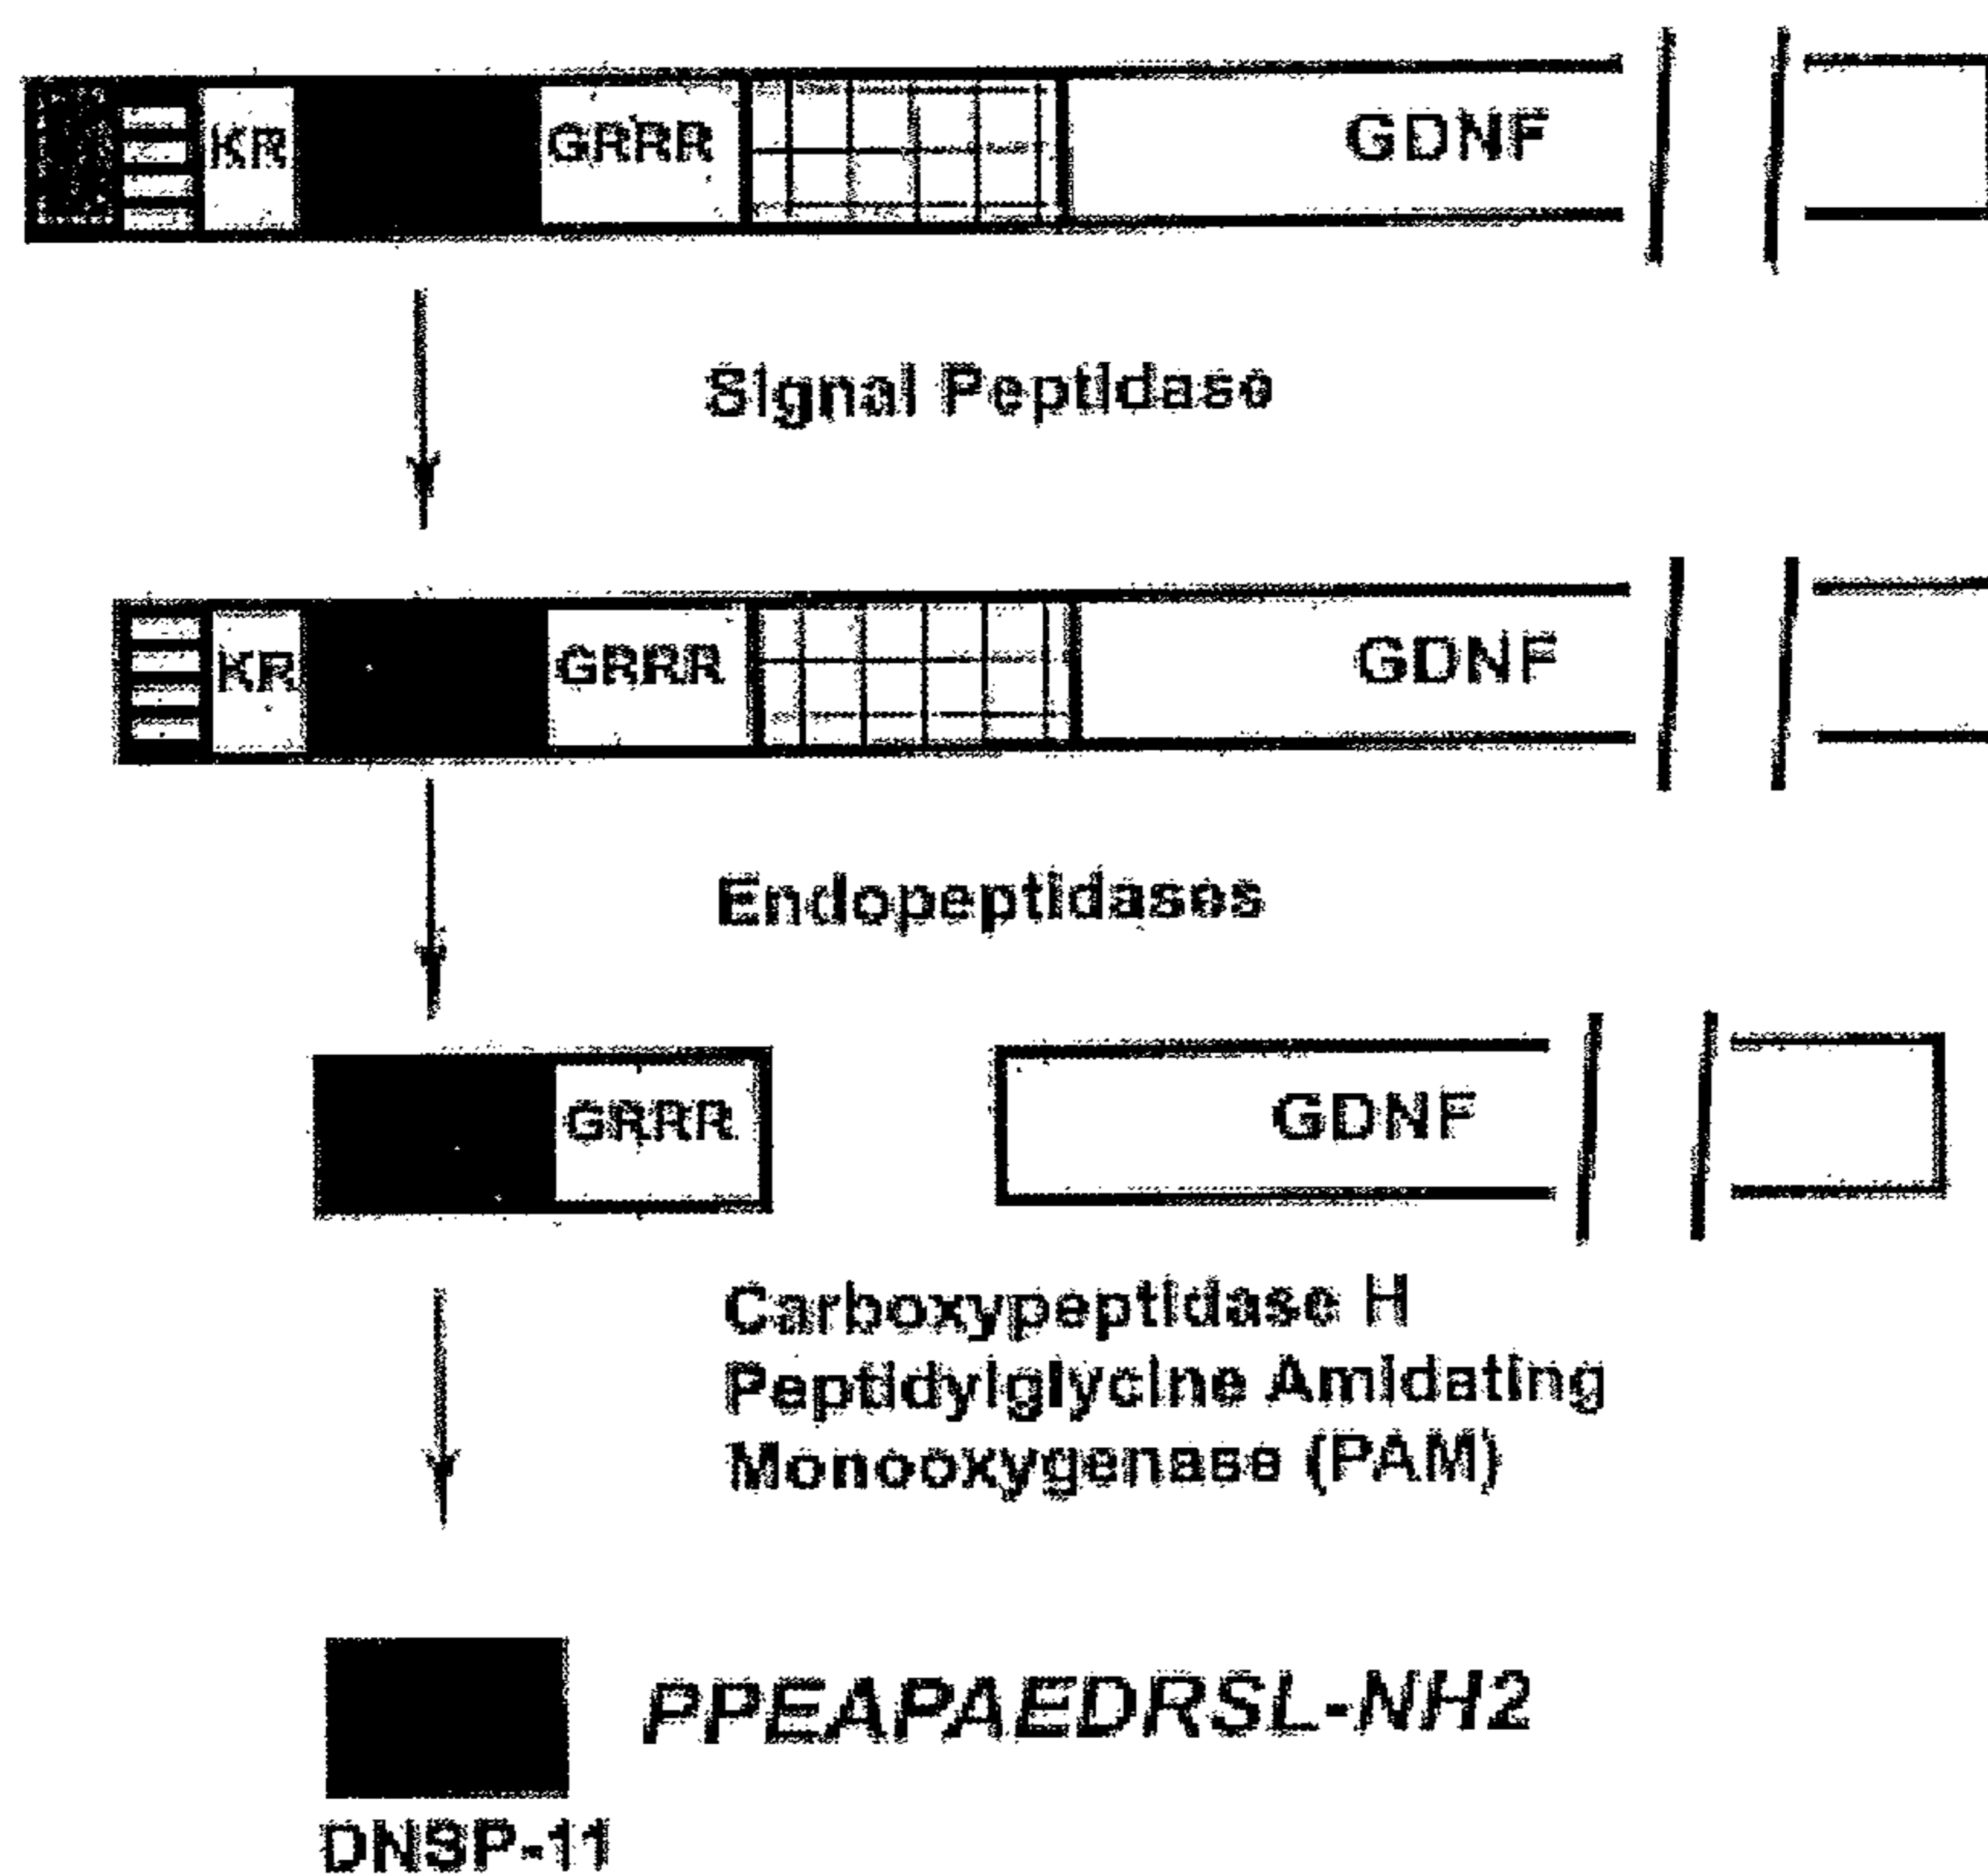 KR GRRR GDNF
Signal Peptidase
KR GRRR GDNF
Endopeptidases
GRRR GDNF
Carboxypeptidase H
Peptidylglycine Amidating
Monooxygenase (PAM)
PPEAPAEDRSL-NH2
DNSP-11